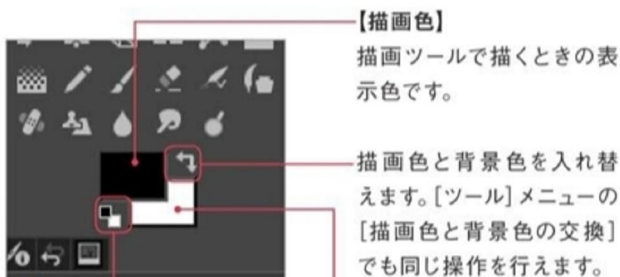 【描画色】
描画ツールで描くときの表
示色です。
描画色と背景色を入れ替
えます。[ツール]メニューの
[描画色と背景色の交換]
でも同じ操作を行えます。